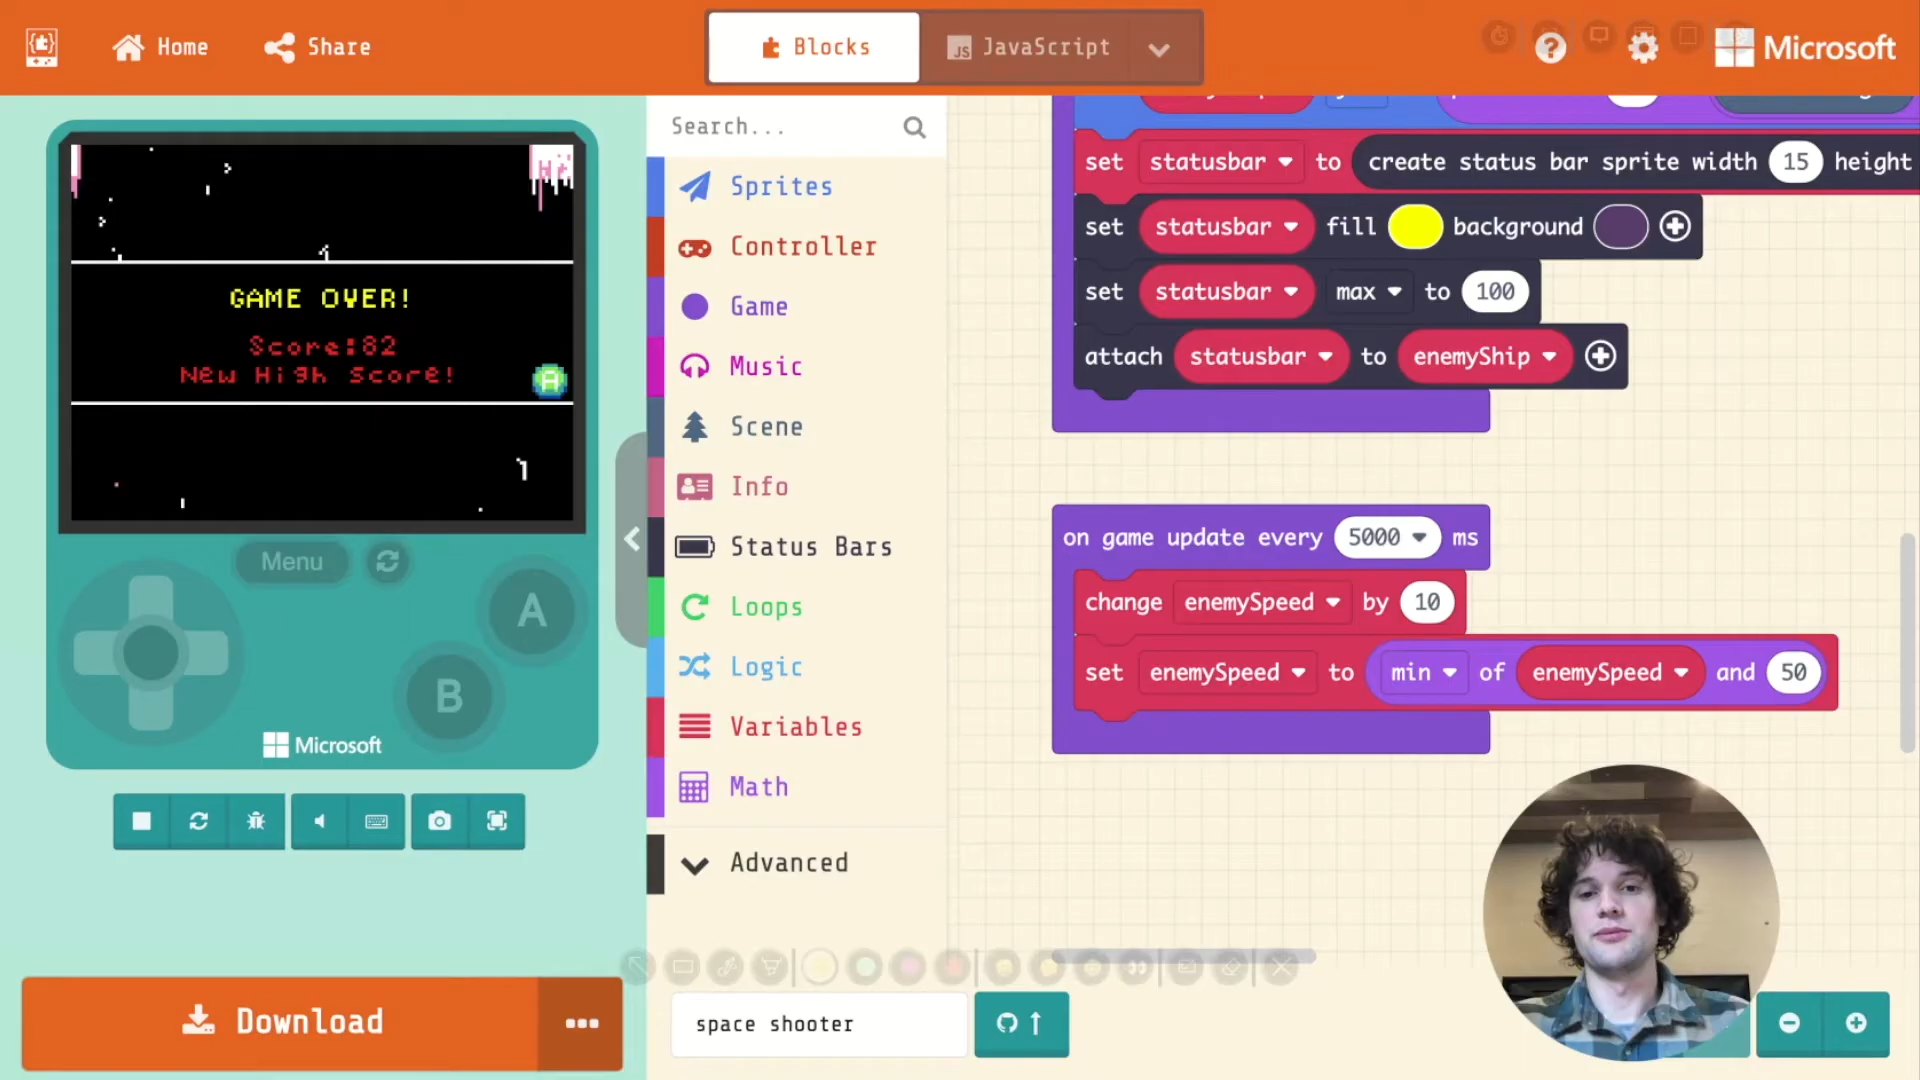 Home
Share
Blocks
JS JavaScript
Microsoft
GAME OVER!
Score:82
New High Score!
A
Menu
A
B
Microsoft
Download
Search...
Sprites
Controller
Game
Music
Scene
Info
Status Bars
Loops
Logic
Variables
Math
Advanced
space shooter
set statusbar to create status bar sprite width 15 height
set statusbar fill background
set statusbar max to 100
attach statusbar to enemyShip
on game update every 5000 ms
change enemySpeed by 10
set enemySpeed to min of enemySpeed and 50